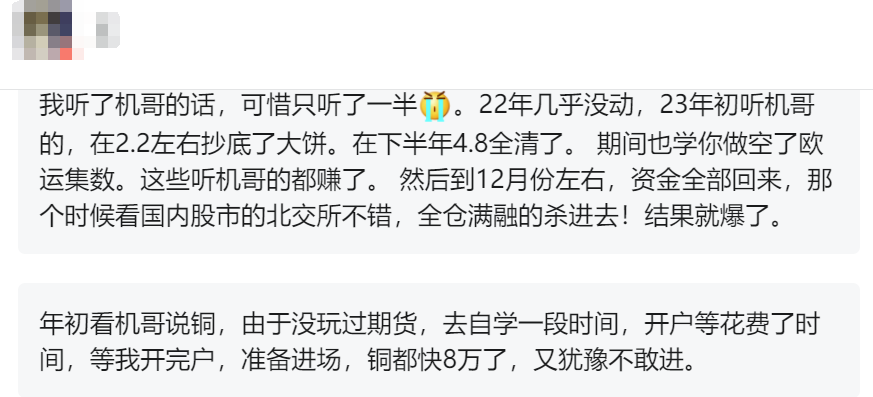 我听了机哥的话，可惜只听了一半😭。22年几乎没动，23年初听机哥
的，在2.2左右抄底了大饼。在下半年4.8全清了。 期间也学你做空了欧
运集数。这些听机哥的都赚了。 然后到12月份左右，资金全部回来，那
个时候看国内股市的北交所不错，全仓满融的杀进去！结果就爆了。
年初看机哥说铜，由于没玩过期货，去自学一段时间，开户等花费了时
间，等我开完户，准备进场，铜都快8万了，又犹豫不敢进。